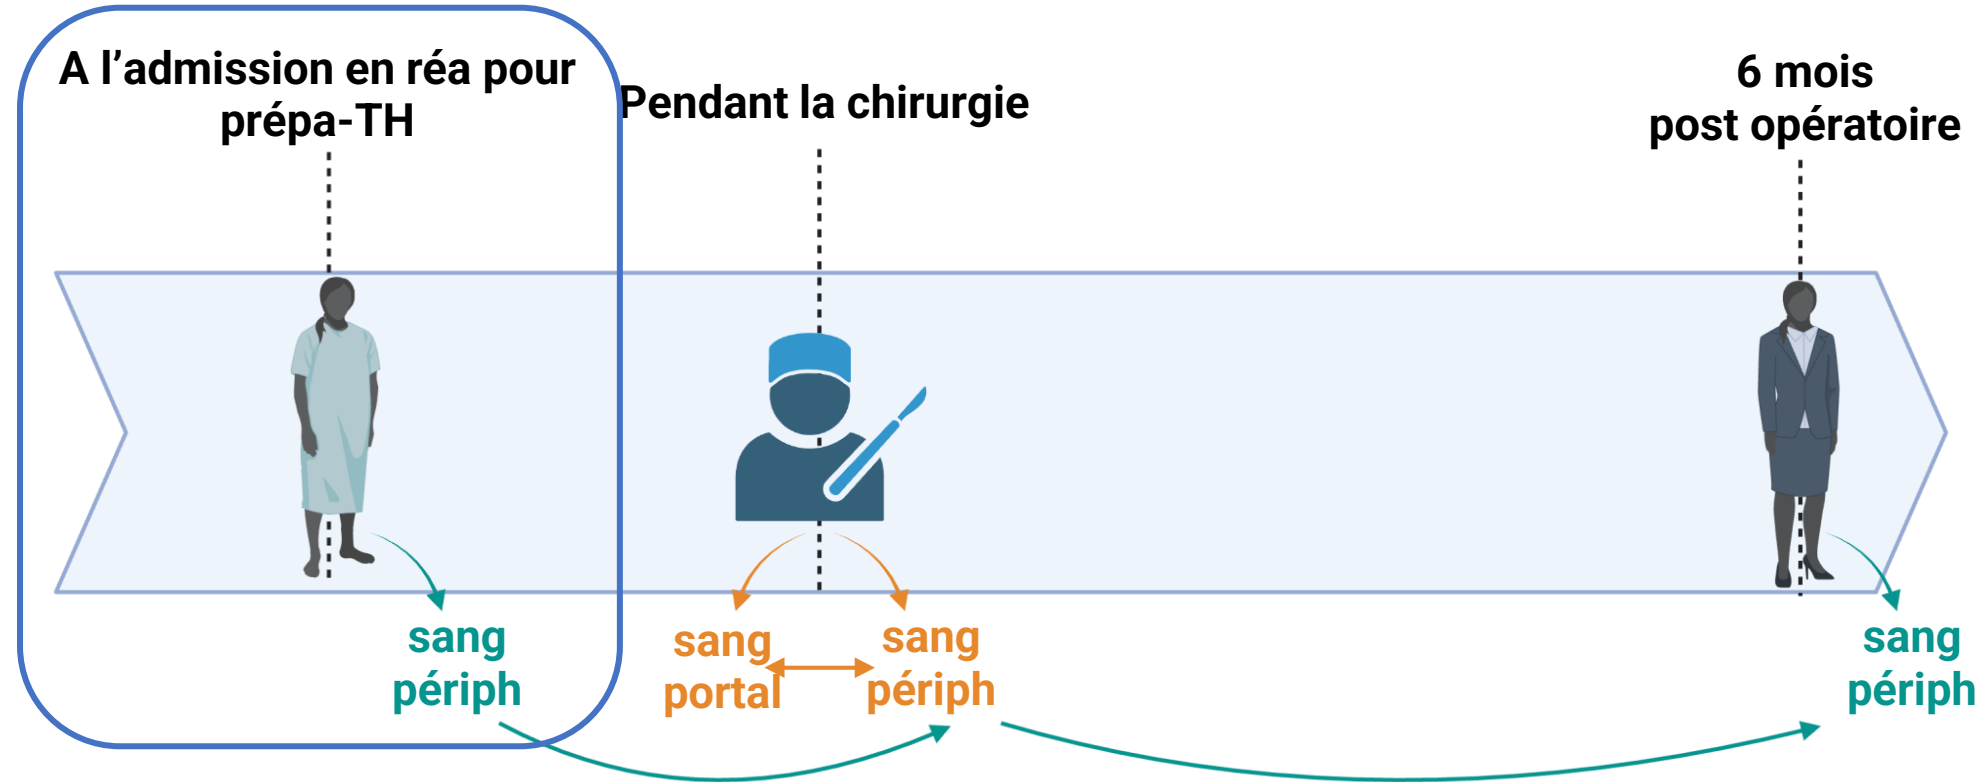 A l’admission en réa pour
prépa-TH
Pendant la chirurgie
6 mois
post opératoire
sang
périph
sang
portal
sang
périph
sang
périph